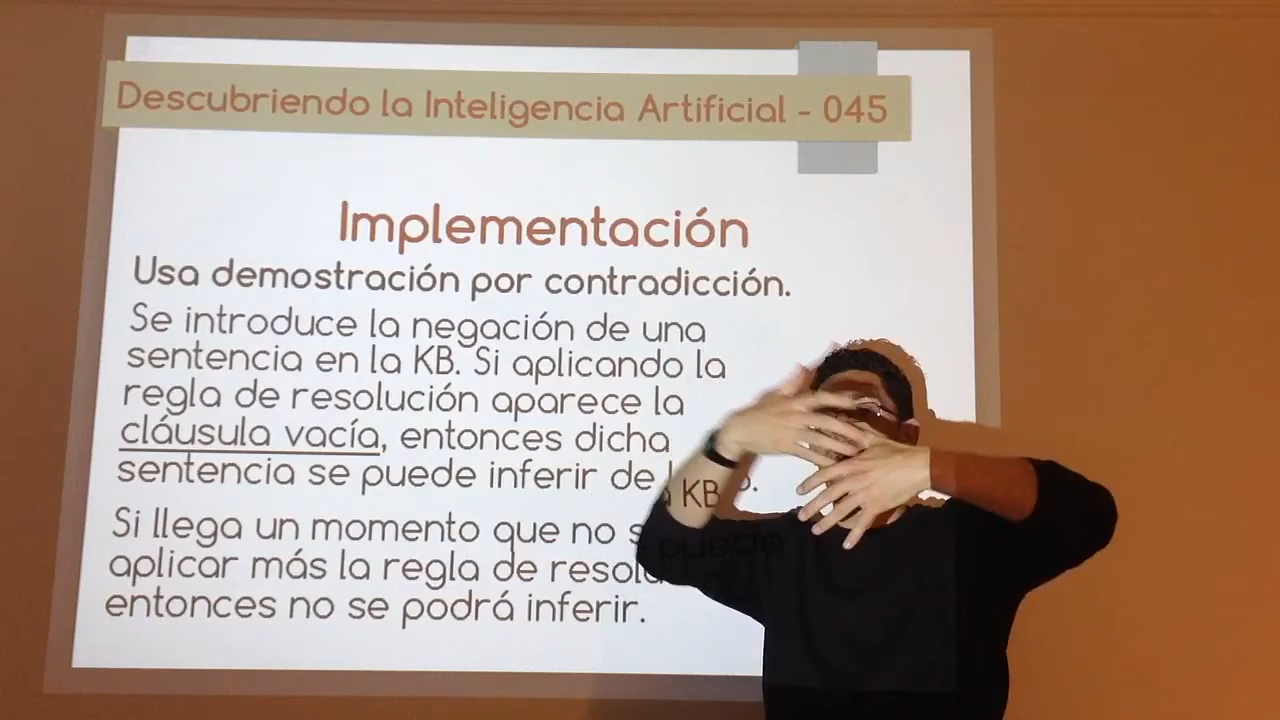 Descubriendo la Inteligencia Artificial - 045
Implementación
Usa demostración por contradicción.
Se introduce la negación de una
sentencia en la KB. Si aplicando la
regla de resolución aparece la
cláusula vacía, entonces dicha
sentencia se puede inferir de KB
Si llega un momento que no puede
aplicar más la regla de
entonces no se podrá inferir.